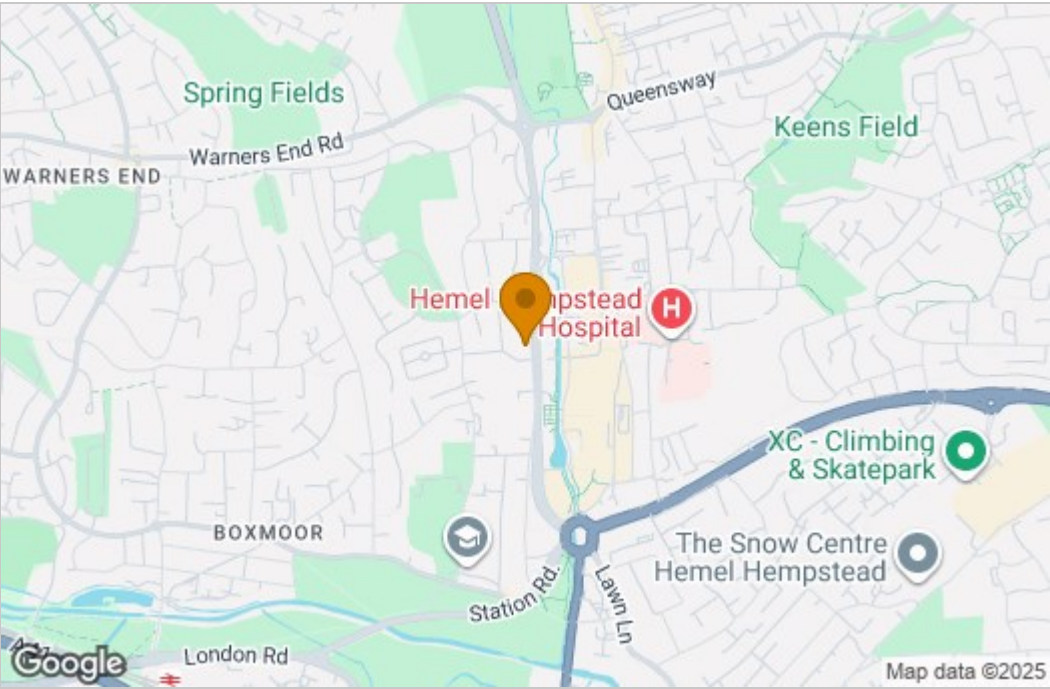 Queensway
Spring Fields
Keens Field
Warners End Rd
WARNERS END
Hemel
mpstead
Hospital
H
XC - Climbing
& Skatepark
BOXMOOR
The Snow Centre
Hemel Hempstead
Station Rd.
Lawn Ln
London Rd
Google
Map data ©2025